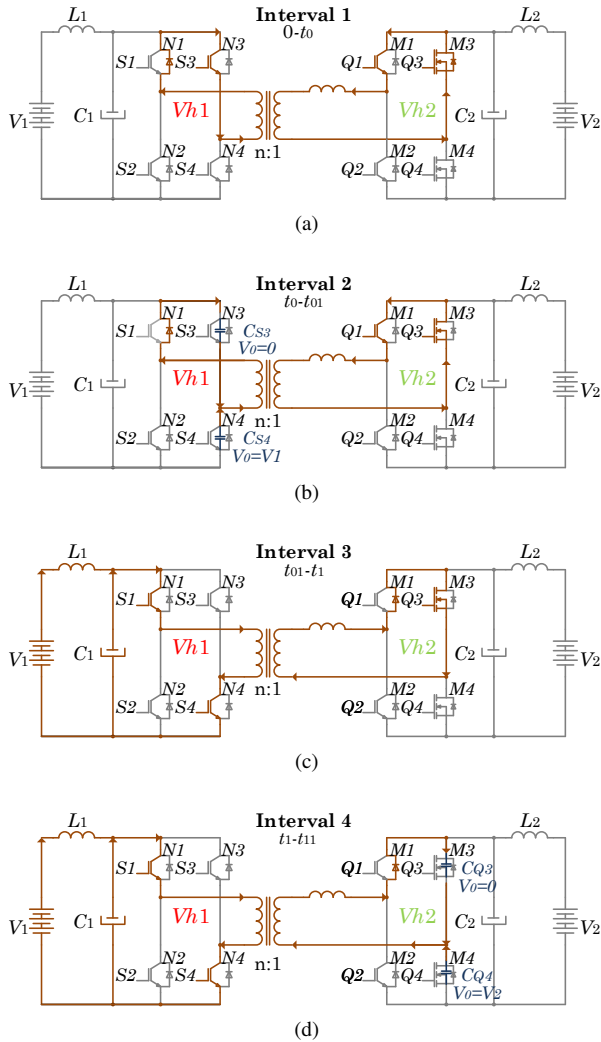 Interval 1
0-t0
L1
N1
N3
M1
M3
L2
S1
S3
Q1
Q3
V1
C1
Vh1
Vh2
C2
V2
n:1
N2
N4
M2
M4
S2
S4
Q2
Q4
(a)
Interval 2
t0-t01
L1
N1
N3
M1
M3
L2
S1
S3
CS3
V0=0
Q1
Q3
V1
C1
Vh1
Vh2
C2
V2
n:1
N2
N4
M2
M4
S2
S4
CS4
V0=V1
Q2
Q4
(b)
Interval 3
t01-t1
L1
N1
N3
M1
M3
L2
S1
S3
Q1
Q3
V1
C1
Vh1
Vh2
C2
V2
n:1
N2
N4
M2
M4
S2
S4
Q2
Q4
(c)
Interval 4
t1-t11
L1
N1
N3
M1
M3
L2
S1
S3
Q1
Q3
CQ3
V0=0
V1
C1
Vh1
Vh2
C2
V2
n:1
N2
N4
M2
M4
S2
S4
Q2
Q4
CQ4
V0=V2
(d)